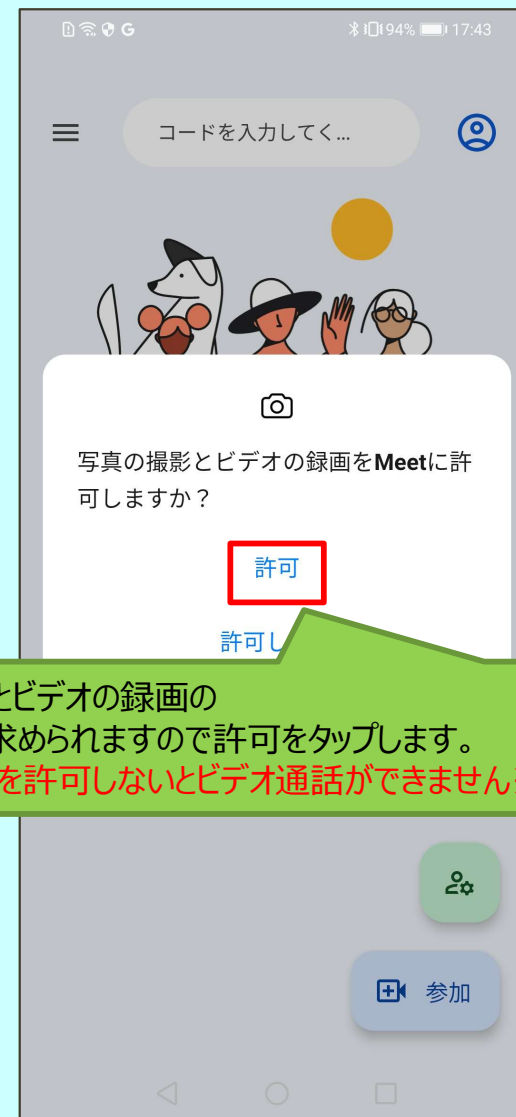 G
94%
17:43
コードを入力してく...
写真の撮影とビデオの録画をMeetに許
可しますか？
許可
許可し
とビデオの録画の
求められますので許可をタップします。
を許可しないとビデオ通話ができません
参加